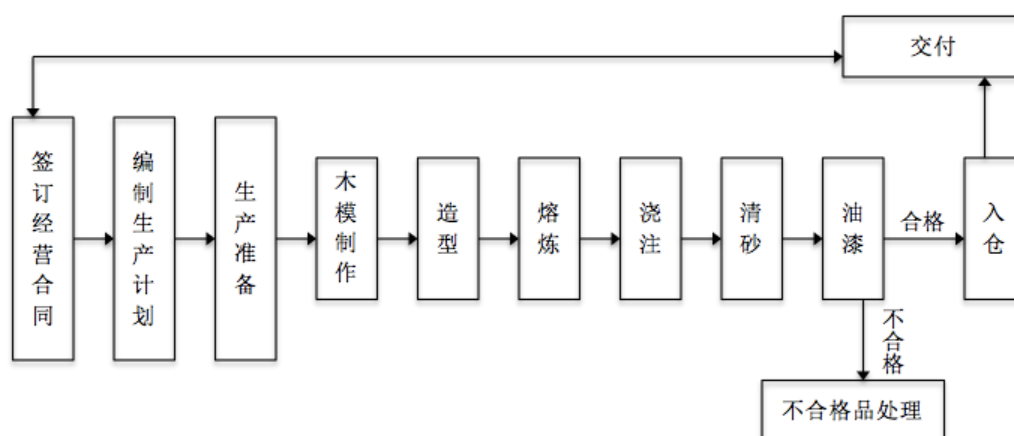 交付
签订经营合同
编制生产计划
生产准备
木模制作
造型
熔炼
浇注
清砂
油漆
合格
入仓
不合格
不合格品处理